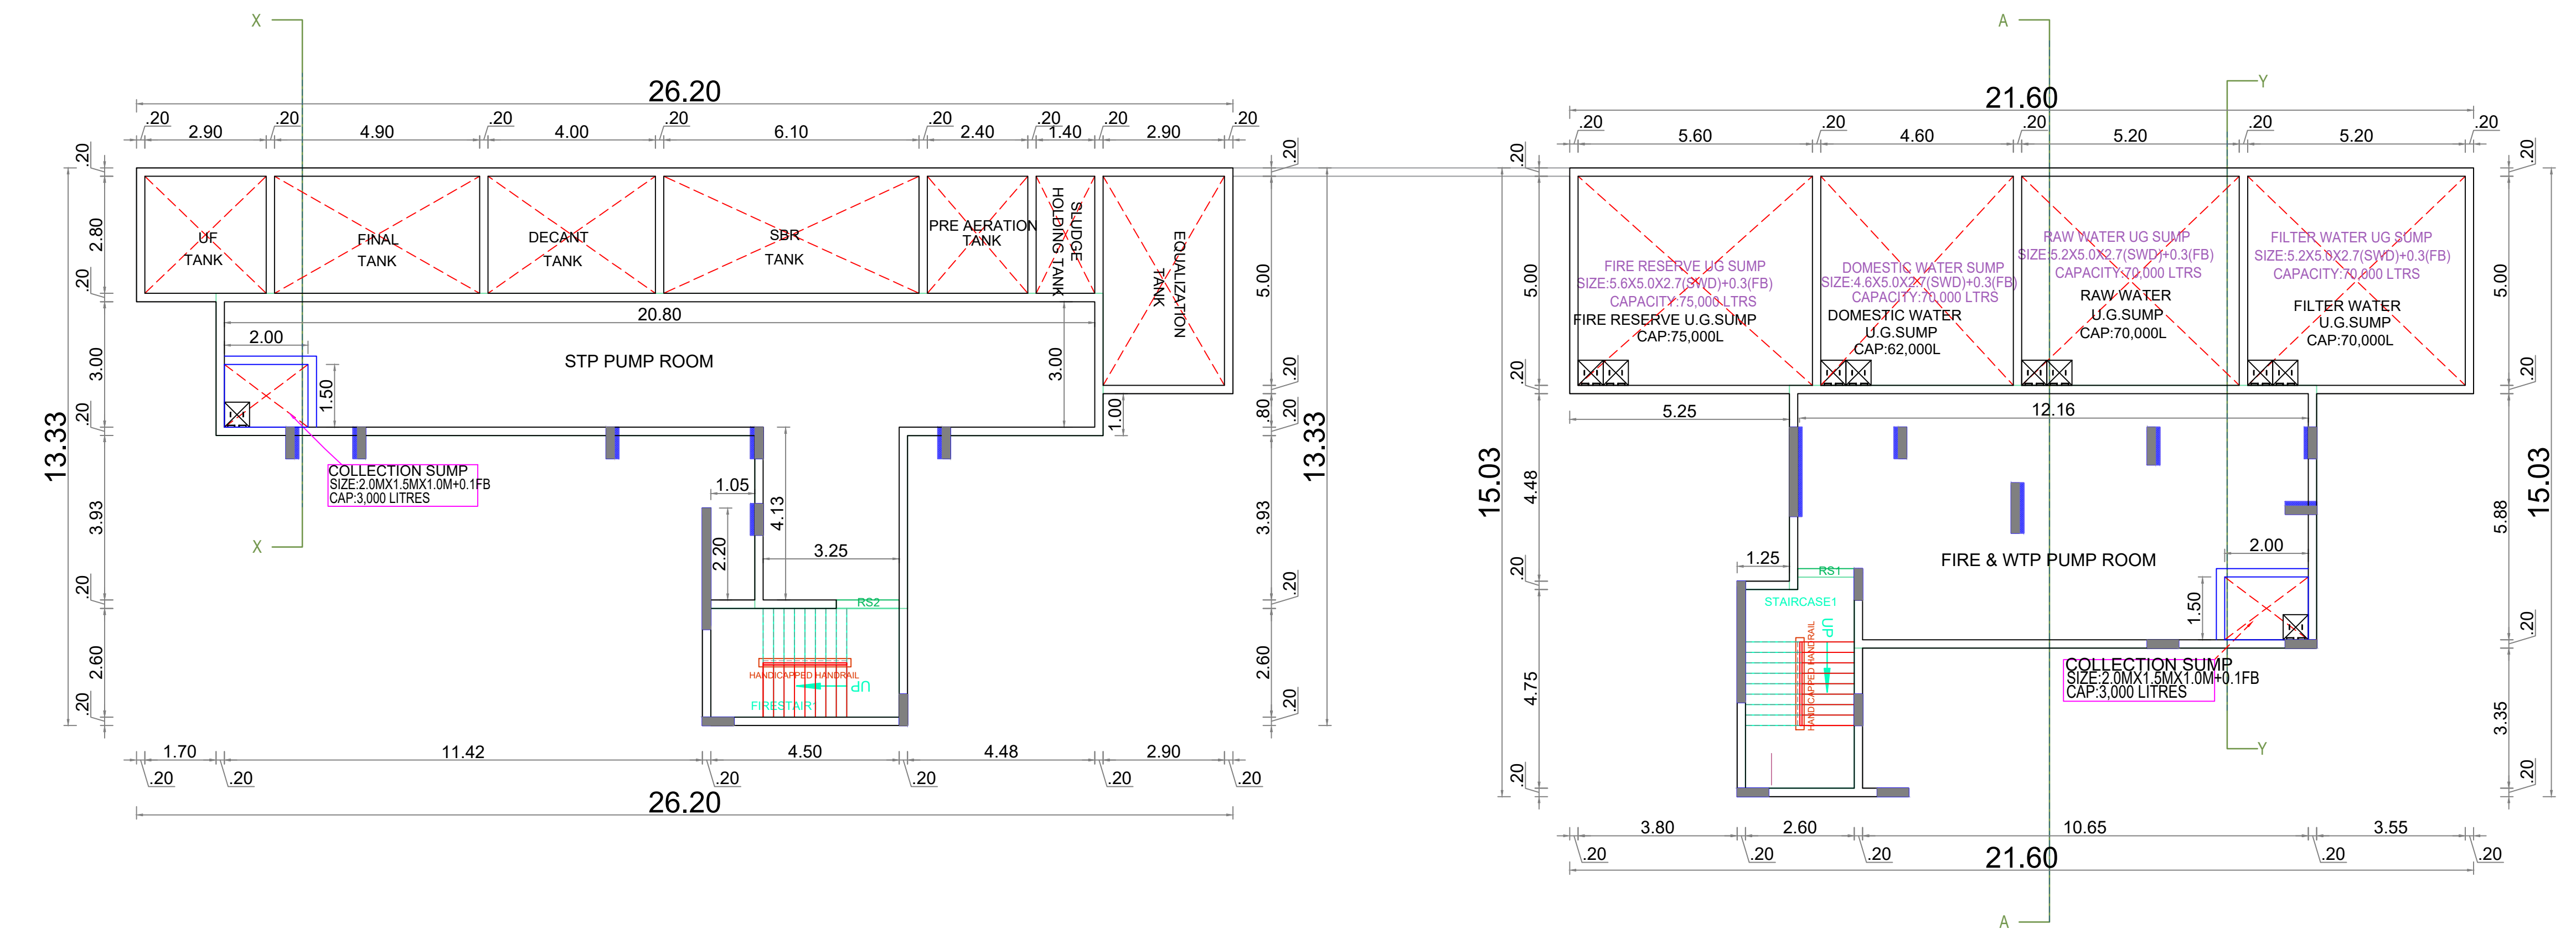 X
A
26.20
21.60
Y
.20 .20 .20 .20 .20 .20 .20 .20
2.90 4.90 4.00 6.10 2.40 1.40 2.90
.20 .20 .20 .20 .20
5.60 4.60 5.20 5.20
.20
2.80
.20
3.00
.20
3.93
.20
2.60
.20
13.33
UF
TANK
FINAL
TANK
DECANT
TANK
SBR
TANK
PRE AERATION
TANK
SLUDGE
HOLDING TANK
EQUALIZATION
TANK
20.80
2.00
STP PUMP ROOM
3.00
1.50
1.00
COLLECTION SUMP
SIZE:2.0MX1.5MX1.0M+0.1FB
CAP:3,000 LITRES
X
1.05
4.13
2.20
3.25
RS2
HANDICAPPED HANDRAIL
UP
FIRESTAIR1
.20
5.00
.20
.80
.20
3.93
.20
2.60
.20
13.33
1.70 11.42 4.50 4.48 2.90
.20 .20 .20 .20 .20 .20
26.20
.20
5.00
.20
4.48
.20
4.75
.20
15.03
FIRE RESERVE UG SUMP
SIZE:5.6X5.0X2.7(SWD)+0.3(FB)
CAPACITY:75,000 LTRS
FIRE RESERVE U.G.SUMP
CAP:75,000L
DOMESTIC WATER SUMP
SIZE:4.6X5.0X2.7(SWD)+0.3(FB)
CAPACITY:70,000 LTRS
DOMESTIC WATER
U.G.SUMP
CAP:62,000L
RAW WATER UG SUMP
SIZE:5.2X5.0X2.7(SWD)+0.3(FB)
CAPACITY:70,000 LTRS
RAW WATER
U.G.SUMP
CAP:70,000L
FILTER WATER UG SUMP
SIZE:5.2X5.0X2.7(SWD)+0.3(FB)
CAPACITY:70,000 LTRS
FILTER WATER
U.G.SUMP
CAP:70,000L
5.25
12.16
FIRE & WTP PUMP ROOM
1.25
2.00
RS1
STAIRCASE1
1.50
UP
HANDICAPPED HANDRAIL
COLLECTION SUMP
SIZE:2.0MX1.5MX1.0M+0.1FB
CAP:3,000 LITRES
.20
5.00
.20
5.88
.20
3.35
.20
15.03
Y
3.80 2.60 10.65 3.55
.20 .20 .20 .20 .20
21.60
A